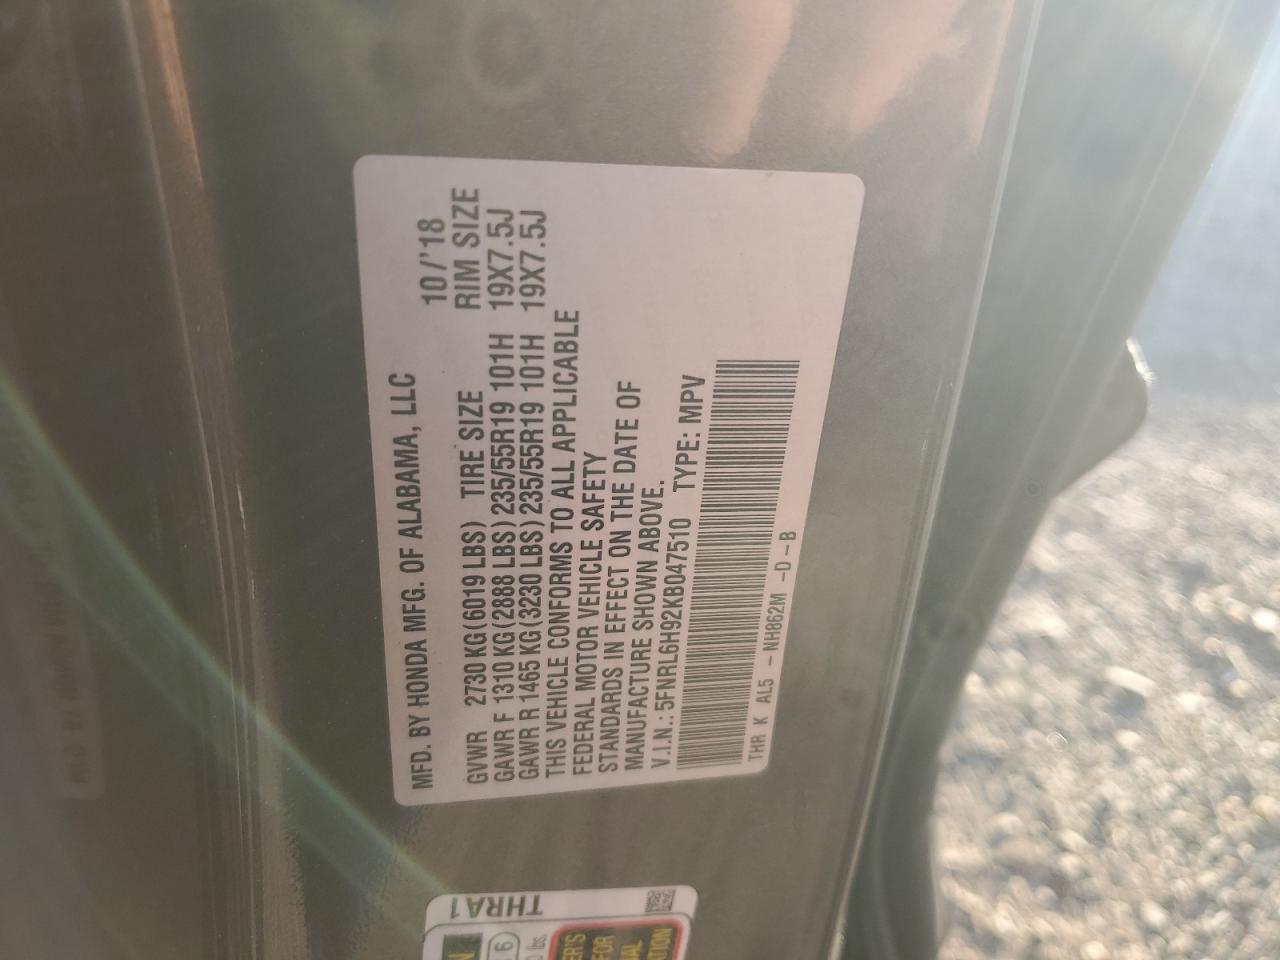 MFD. BY HONDA MFG. OF ALABAMA, LLC 10/'18
GVWR 2730 KG (6019 LBS) TIRE SIZE RIM SIZE
GAWR F 1310 KG (2888 LBS) 235/55R19 101H 19X7.5J
GAWR R 1465 KG (3230 LBS) 235/55R19 101H 19X7.5J
THIS VEHICLE CONFORMS TO ALL APPLICABLE
FEDERAL MOTOR VEHICLE SAFETY
STANDARDS IN EFFECT ON THE DATE OF
MANUFACTURE SHOWN ABOVE.
V.I.N.: 5FNRL6H92KB047510 TYPE: MPV
THR K AL5 - NH862M - D - B
THRA1